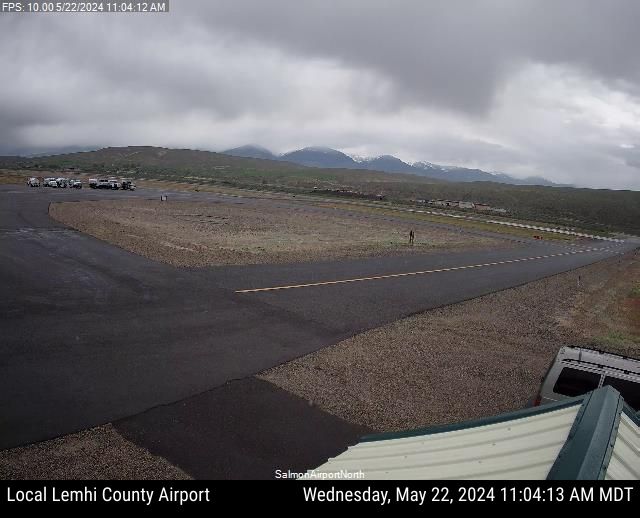 FPS: 10.00 5/22/2024 11:04:12 AM
SalmonAirportNorth
Local Lemhi County Airport Wednesday, May 22, 2024 11:04:13 AM MDT